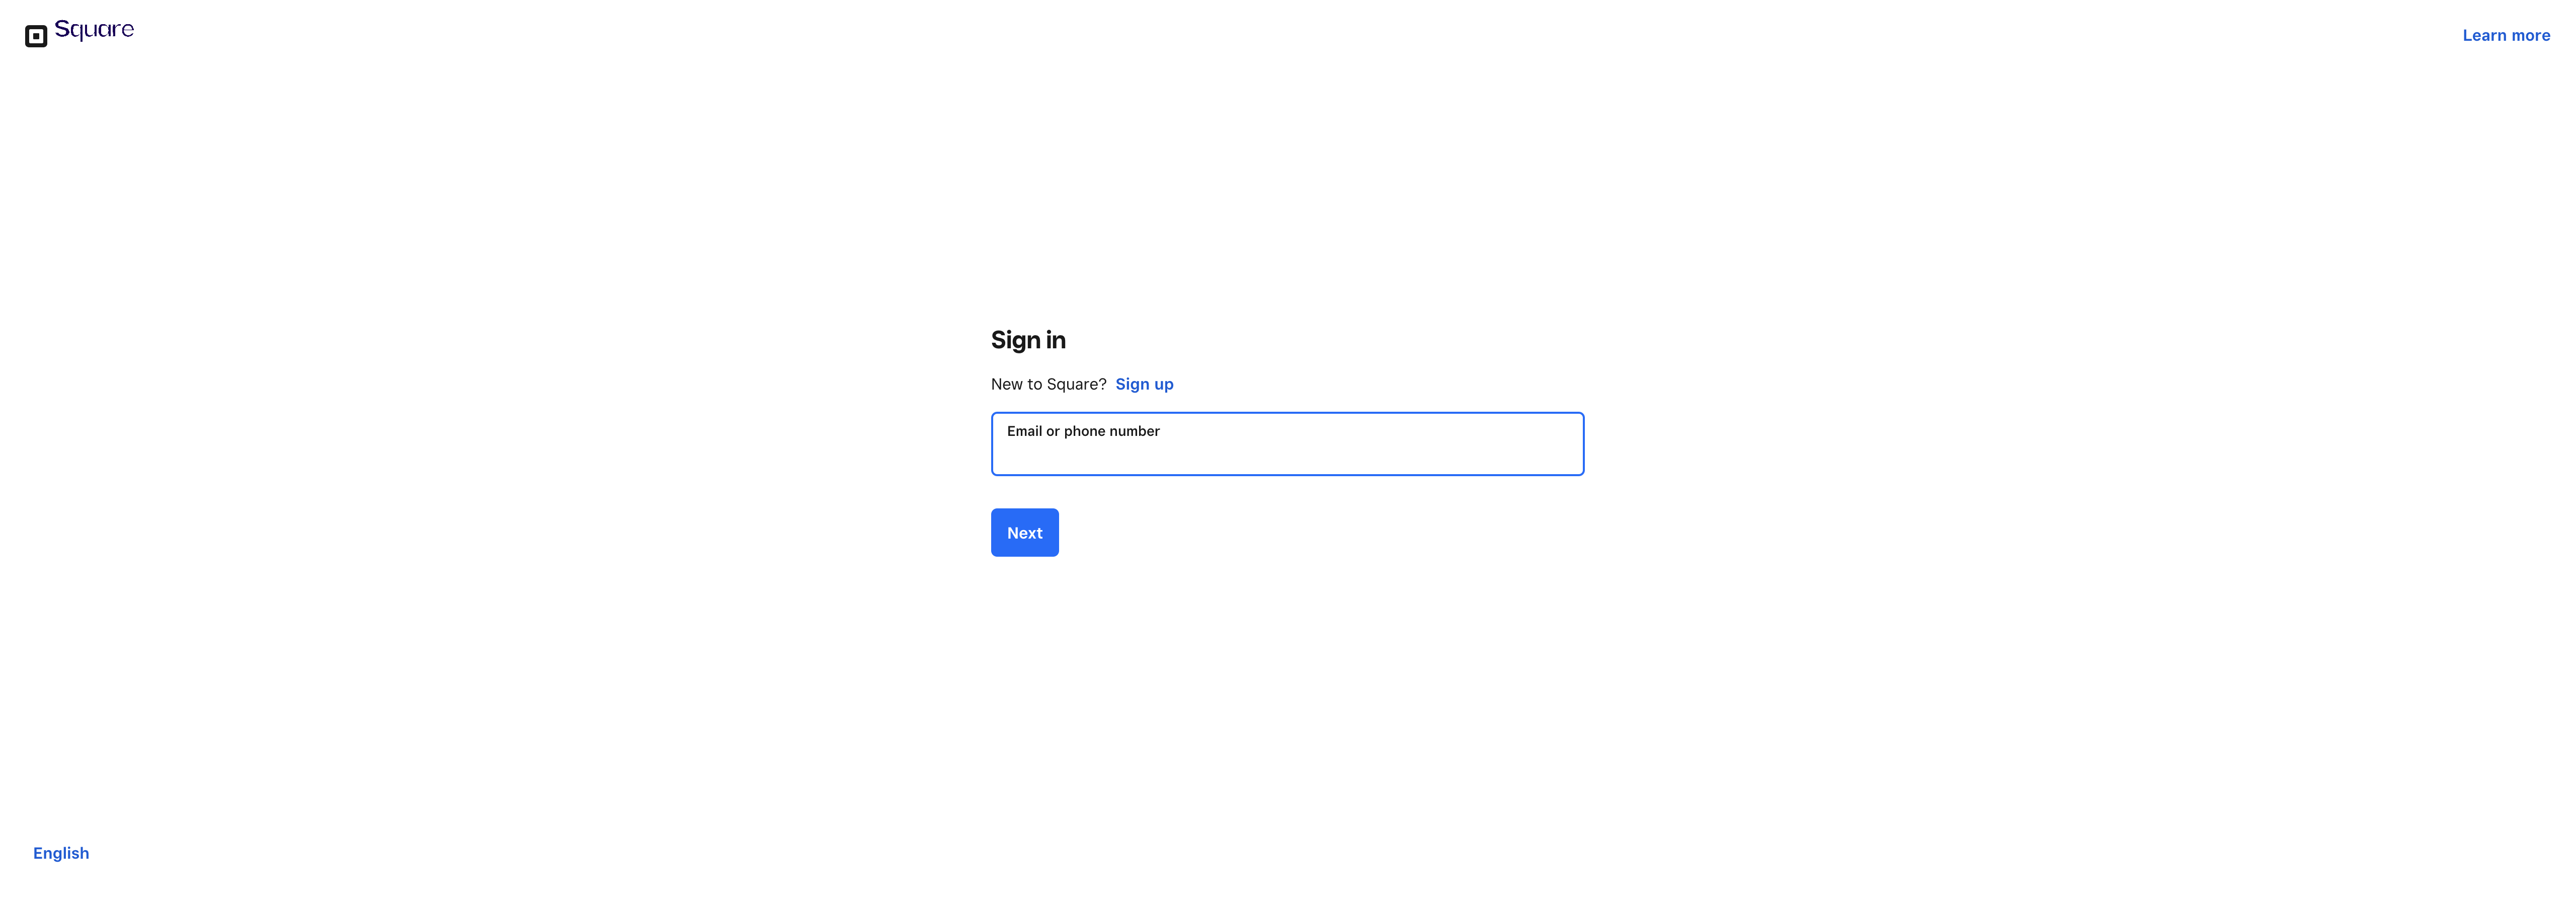 Square
Learn more
Sign in
New to Square? Sign up
Email or phone number
Next
English